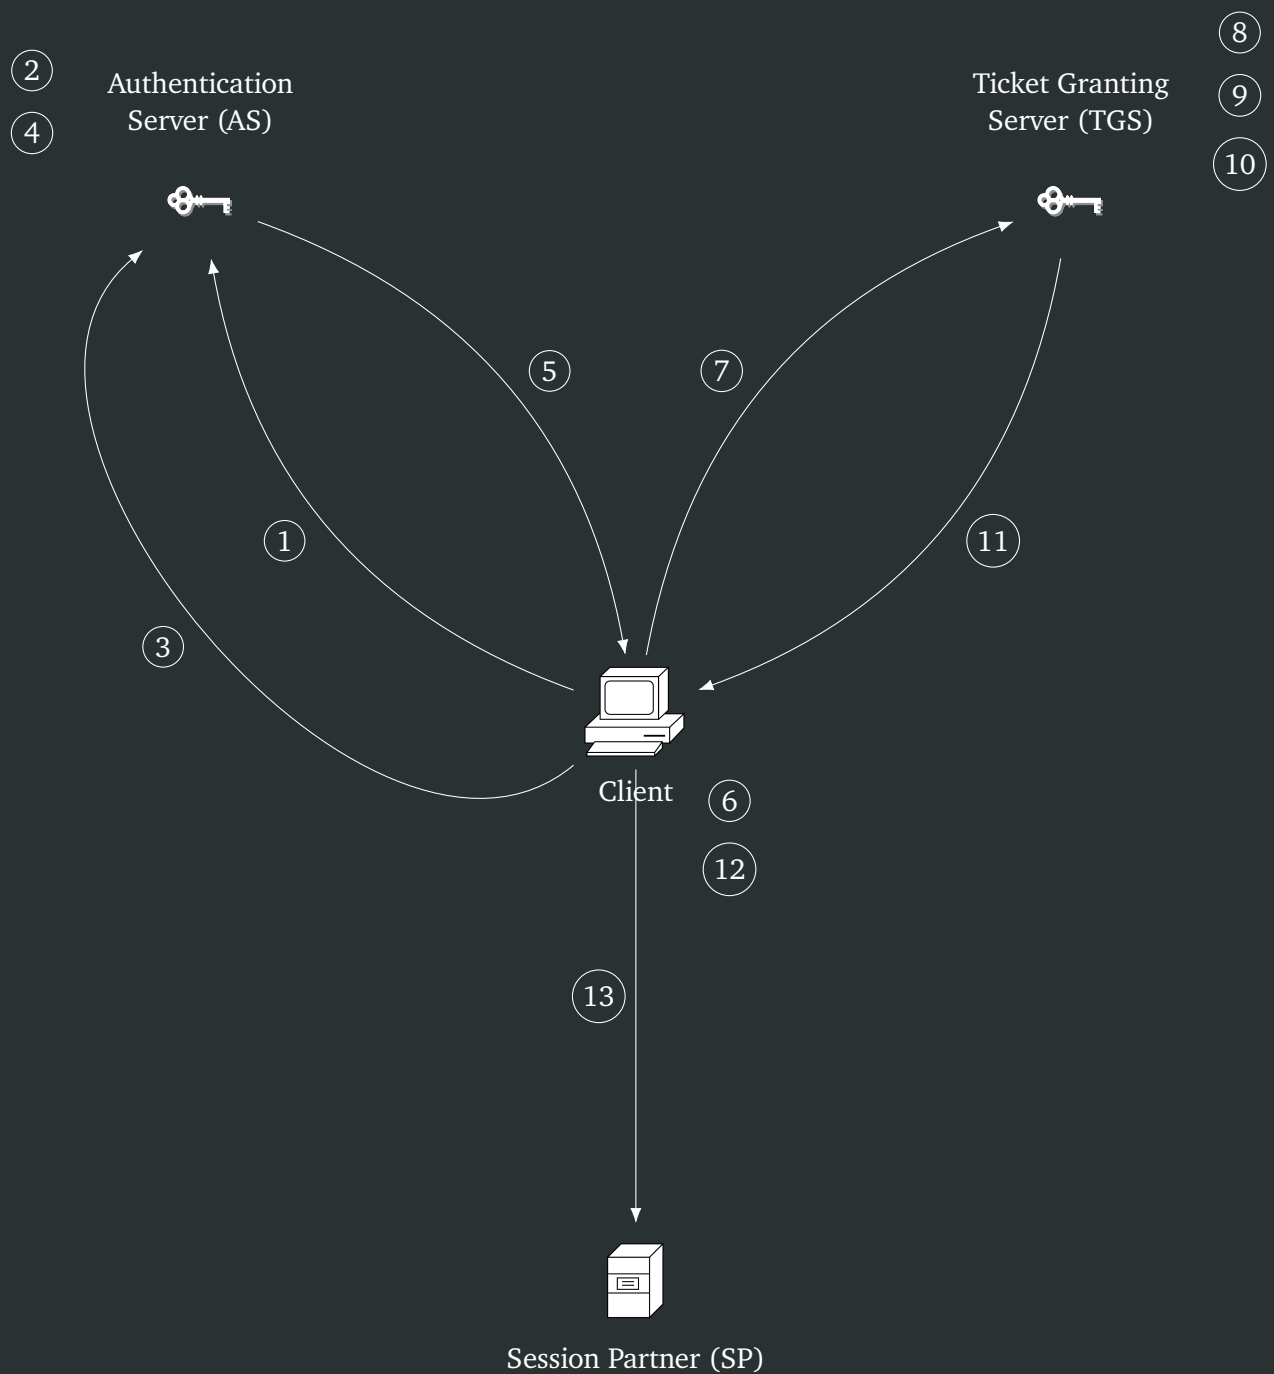 8
2
Authentication
Server (AS)
Ticket Granting
Server (TGS)
9
4
10
5
7
1
11
3
Client
6
12
13
Session Partner (SP)